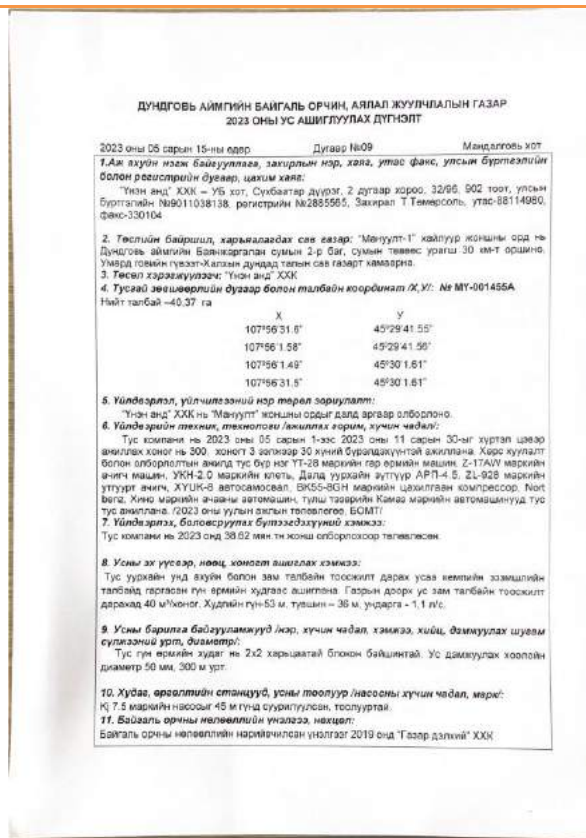 ДУНДГОВЬ АЙМГИЙН БАЙГАЛЬ ОРЧИН, АЯЛАЛ ЖУУЛЧЛАЛЫН ГАЗАР
2023 ОНЫ УС АШИГЛУУЛАХ ДҮГНЭЛТ
2023 оны 05 сарын 15-ны өдөр Дугаар №09 Мандалговь хот
1.Аж ахуйн нэгж байгууллага, захирлын нэр, хаяг, утас факс, улсын бүртгэлийн
болон регистрийн дугаар, цахим хаяг:
"Үнэн анд" ХХК – УБ хот, Сүхбаатар дүүрэг, 2 дугаар хороо, 32/96, 902 тоот, улсын
бүртгэлийн №9011038138, регистрийн №2885565, Захирал Т.Төмөрсоль, утас-88114980,
факс-330104
2. Төслийн байршил, харьяалагдах сав газар: "Мануулт-1" хайлуур жоншны орд нь
Дундговь аймгийн Баянжаргалан сумын 2-р баг, сумын төвөөс урагш 30 км-т оршино.
Умард говийн гүвээт-Халхын дундад талын сав газарт хамаарна.
3. Төсөл хэрэгжүүлэгч: "Үнэн анд" ХХК
4. Тусгай зөвшөөрлийн дугаар болон талбайн координат /Х,У/: № MY-001455A
Нийт талбай –40.37 га
X У
107°56'31.6" 45°29'41.55"
107°56'1.58" 45°29'41.56"
107°56'1.49" 45°30'1.61"
107°56'31.5" 45°30'1.61"
5. Үйлдвэрлэл, үйлчилгээний нэр төрөл зориулалт:
"Үнэн анд" ХХК нь "Мануулт" жоншны ордыг далд аргаар олборлоно.
6. Үйлдвэрийн техник, технологи /ажиллах горим, хүчин чадал/:
Тус компани нь 2023 оны 05 сарын 1-ээс 2023 оны 11 сарын 30-ыг хүртэл цэвэр
ажиллах хоног нь 300, хоногт 3 ээлжээр 30 хүний бүрэлдэхүүнтэй ажиллана. Хөрс хуулалт
болон олборлолтын ажилд тус бүр нэг YT-28 маркийн гар өрмийн машин, Z-17AW маркийн
ачигч машин, УКН-2.0 маркийн клеть, Далд уурхайн зүтгүүр АРП-4.5, ZL-928 маркийн
утгуурт ачигч, XYUK-8 автосамосвал, BK55-8GH маркийн цахилгаан компрессор, Nort
benz, Хино маркийн ачааны автомашин, түлш тээврийн Камаз маркийн автомашинууд тус
тус ажиллана. /2023 оны уулын ажлын төлөвлөгөө, БОМТ/
7. Үйлдвэрлэх, боловсруулах бүтээгдэхүүний хэмжээ:
Тус компани нь 2023 онд 38.62 мян.тн жонш олборлохоор төлөвлөсөн.
8. Усны эх үүсвэр, нөөц, хоногт ашиглах хэмжээ:
Тус уурхайн унд ахуйн болон зам талбайн тоосжилт дарах усаа кемпийн эзэмшлийн
талбайд гаргасан гүн өрмийн худгаас ашиглана. Газрын доорх ус зам талбайн тоосжилт
дарахад 40 м³/хоног. Худгийн гүн-53 м, түвшин – 36 м, ундарга - 1,1 л/с.
9. Усны барилга байгууламжууд /нэр, хүчин чадал, хэмжээ, хийц, дамжуулах шугам
сүлжээний урт, диаметр/:
Тус гүн өрмийн худаг нь 2х2 харьцаатай блокон байшинтай. Ус дамжуулах хоолойн
диаметр 50 мм, 300 м урт.
10. Худаг, өргөлтийн станцууд, усны тоолуур /насосны хүчин чадал, марк/:
Kj 7.5 маркийн насосыг 45 м гүнд суурилуулсан, тоолууртай.
11. Байгаль орчны нөлөөллийн үнэлгээ, нөхцөл:
Байгаль орчны нөлөөллийн нарийвчилсан үнэлгээг 2019 онд "Газар дэлхий" ХХК